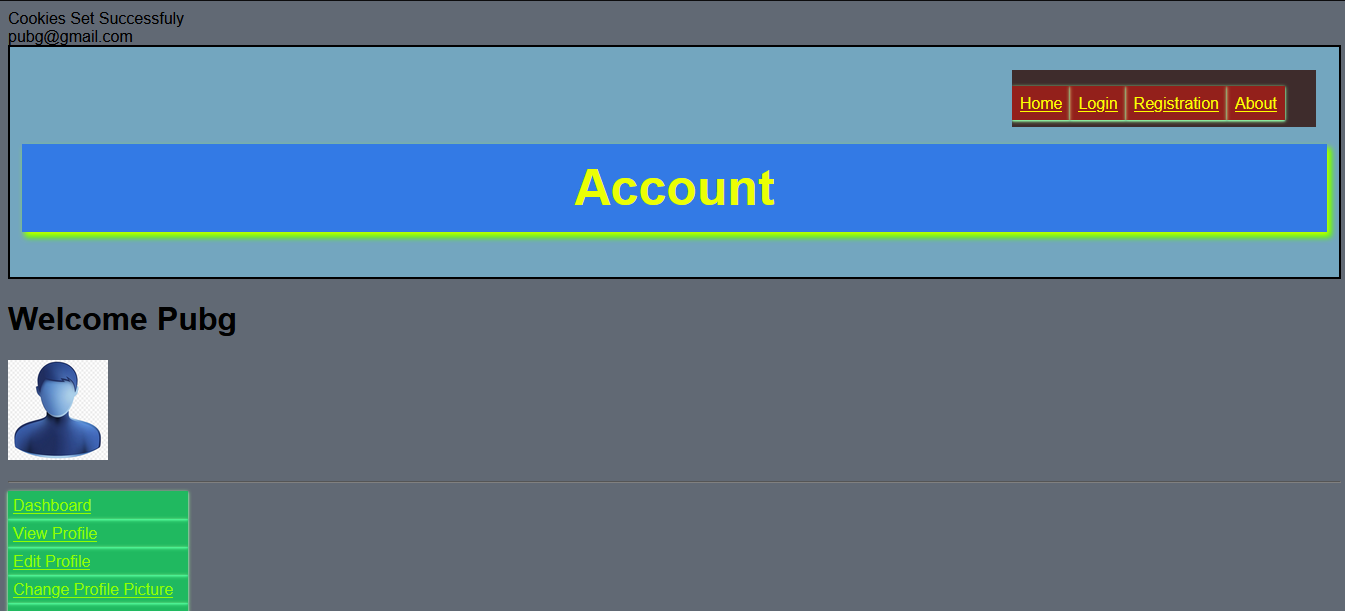 Cookies Set Successfuly
pubg@gmail.com
Home Login Registration About
Account
Welcome Pubg
Dashboard
View Profile
Edit Profile
Change Profile Picture